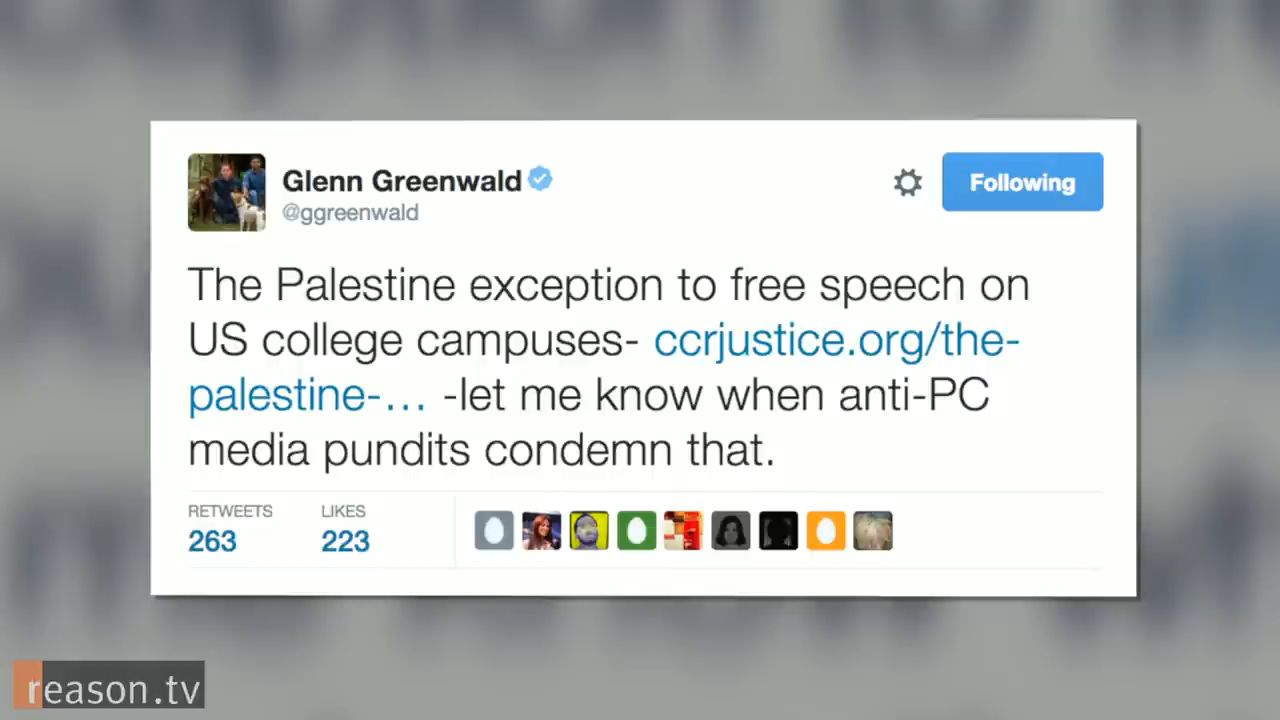 Glenn Greenwald
@ggreenwald
Following
The Palestine exception to free speech on
US college campuses- ccrjustice.org/the-
palestine-... -let me know when anti-PC
media pundits condemn that.
RETWEETS
263
LIKES
223
reason.tv